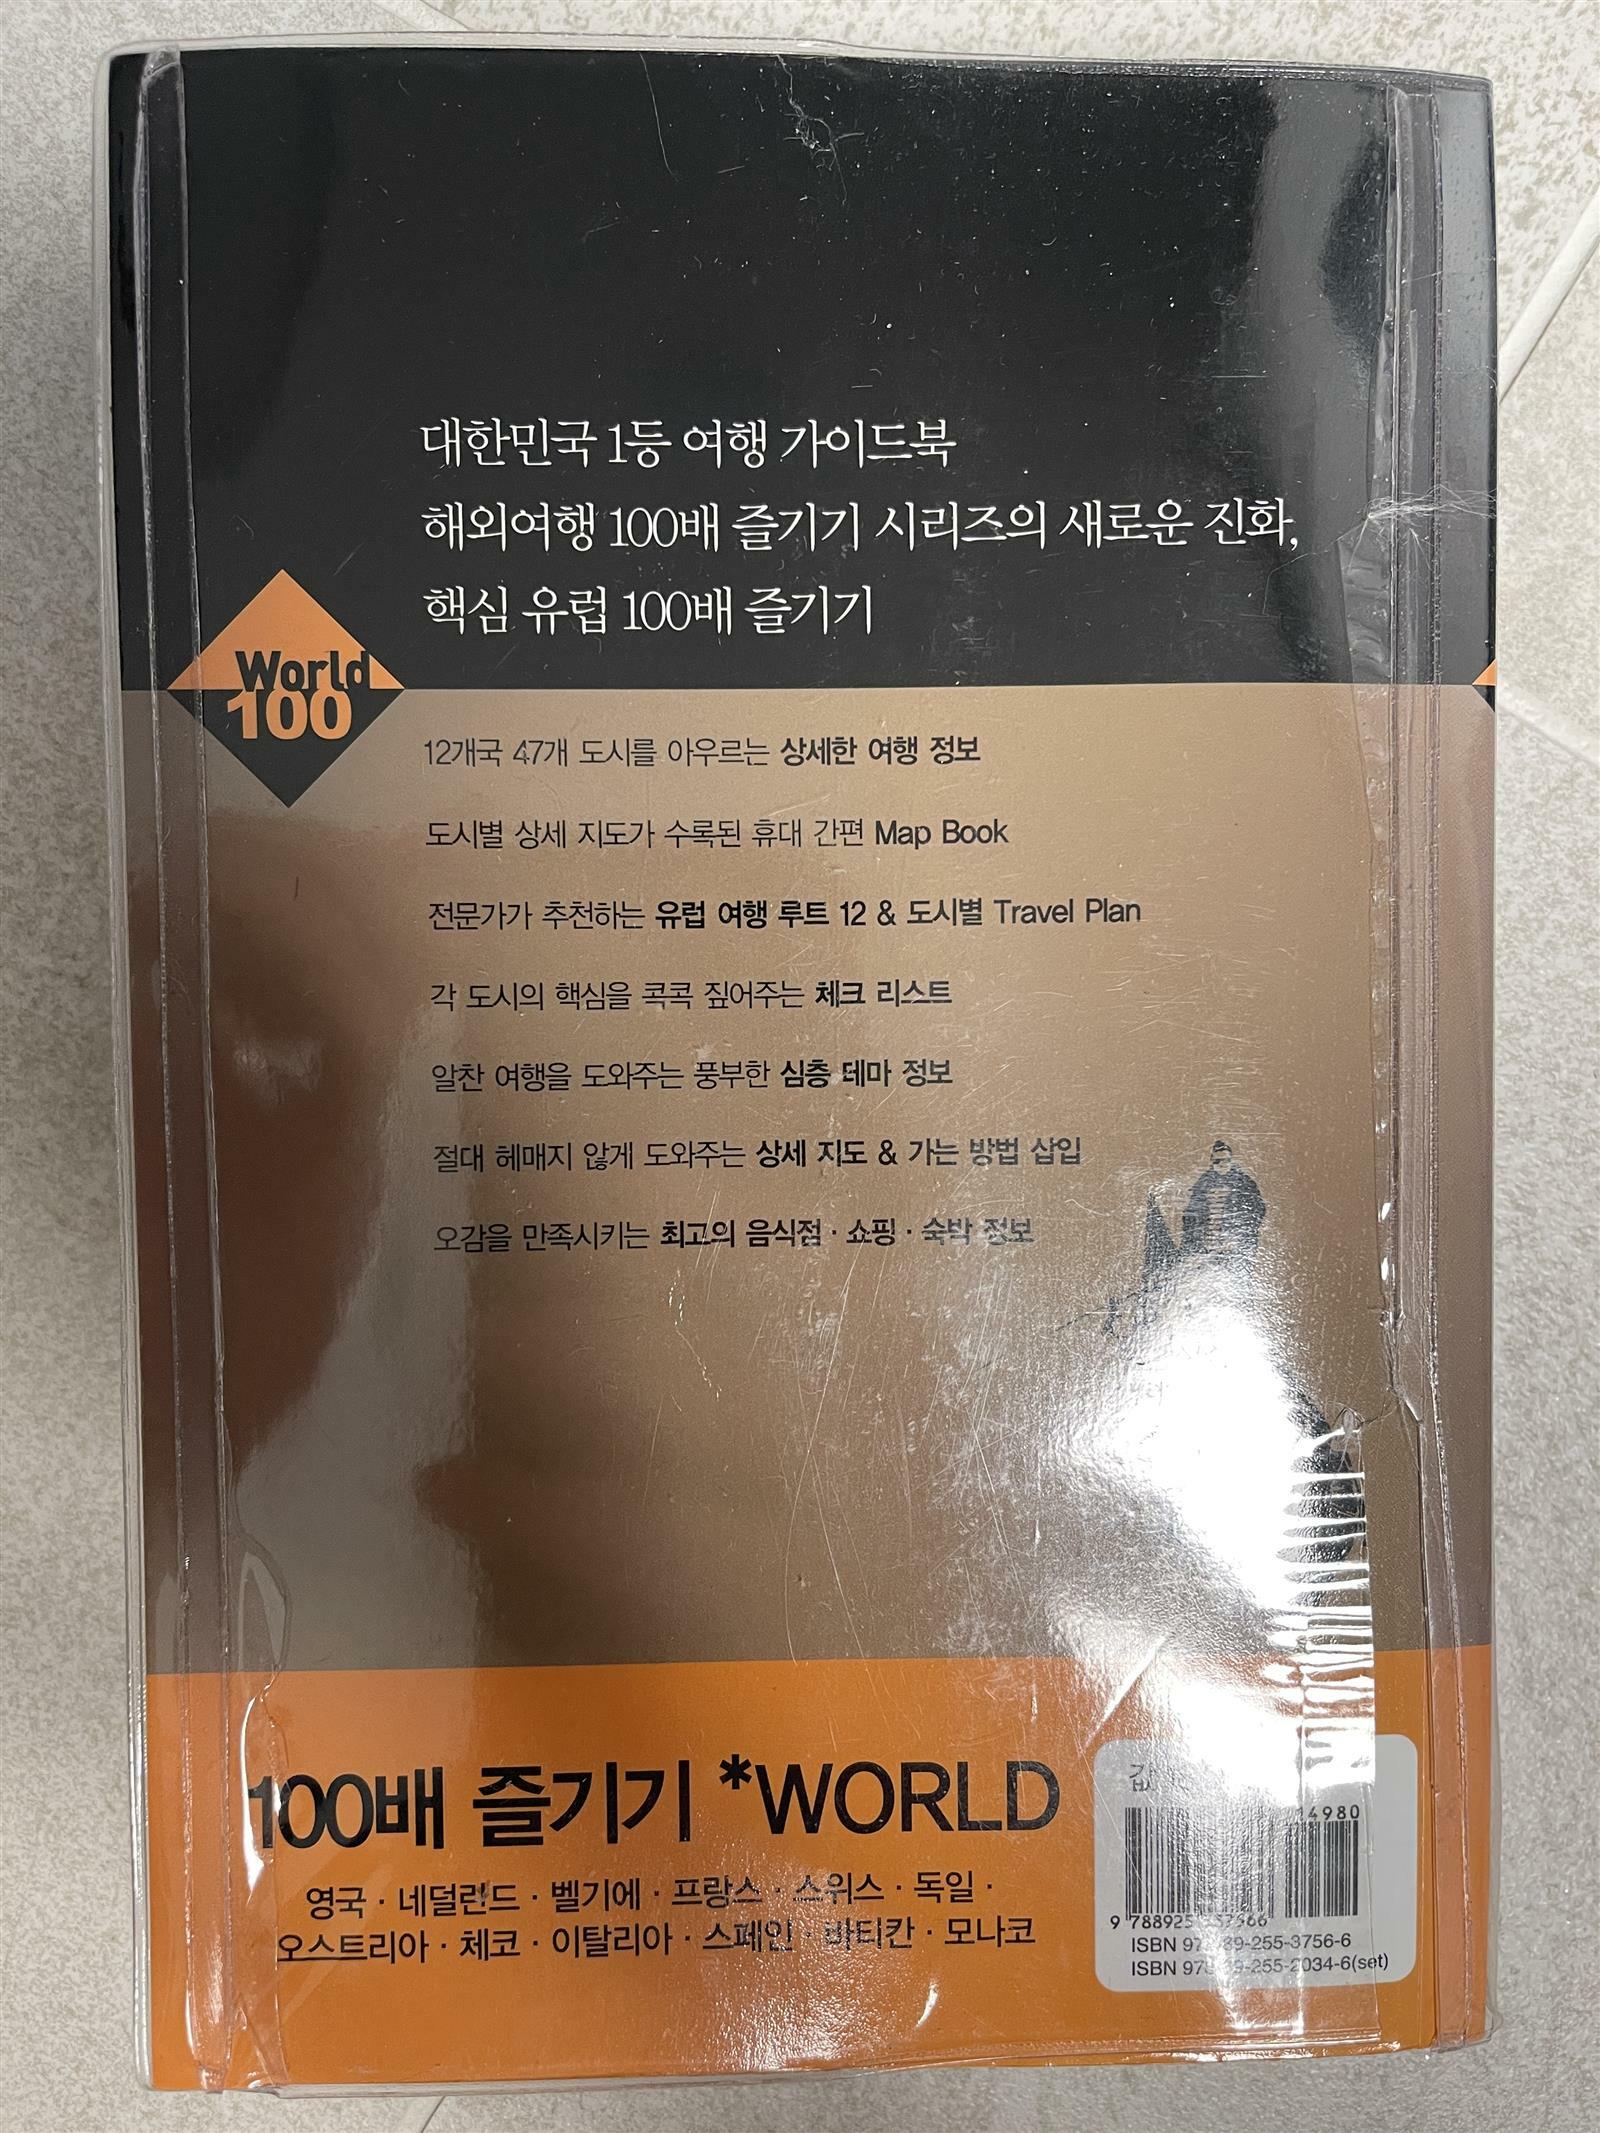 대한민국 1등 여행 가이드북
해외여행 100배 즐기기 시리즈의 새로운 진화,
핵심 유럽 100배 즐기기
World
100
12개국 47개 도시를 아우르는 상세한 여행 정보
도시별 상세 지도가 수록된 휴대 간편 Map Book
전문가가 추천하는 유럽 여행 루트 12 & 도시별 Travel Plan
각 도시의 핵심을 콕콕 짚어주는 체크 리스트
알찬 여행을 도와주는 풍부한 심층 테마 정보
절대 헤매지 않게 도와주는 상세 지도 & 가는 방법 삽입
오감을 만족시키는 최고의 음식점 · 쇼핑 · 숙박 정보
100배 즐기기 *WORLD
영국 · 네덜란드 · 벨기에 · 프랑스 · 스위스 · 독일 ·
오스트리아 · 체코 · 이탈리아 · 스페인 · 바티칸 · 모나코
14980
9 788925
ISBN
ISBN